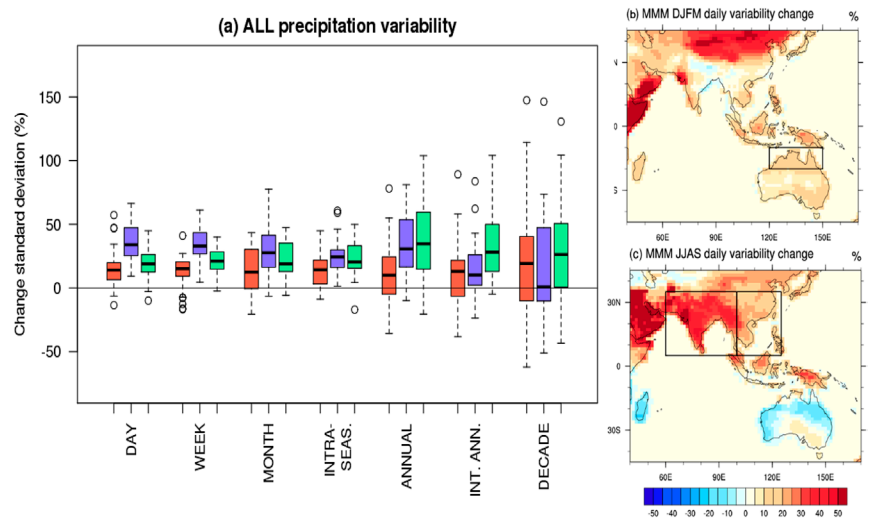 (a) ALL precipitation variability
Change standard deviation (%)
150
100
50
0
-50
DAY
WEEK
MONTH
INTRA-
SEAS.
ANNUAL
INT. ANN.
DECADE
(b) MMM DJFM daily variability change %
N
0
S
60E 90E 120E 150E
(c) MMM JJAS daily variability change %
30N
0
30S
60E 90E 120E 150E
-50 -40 -30 -20 -10 0 10 20 30 40 50